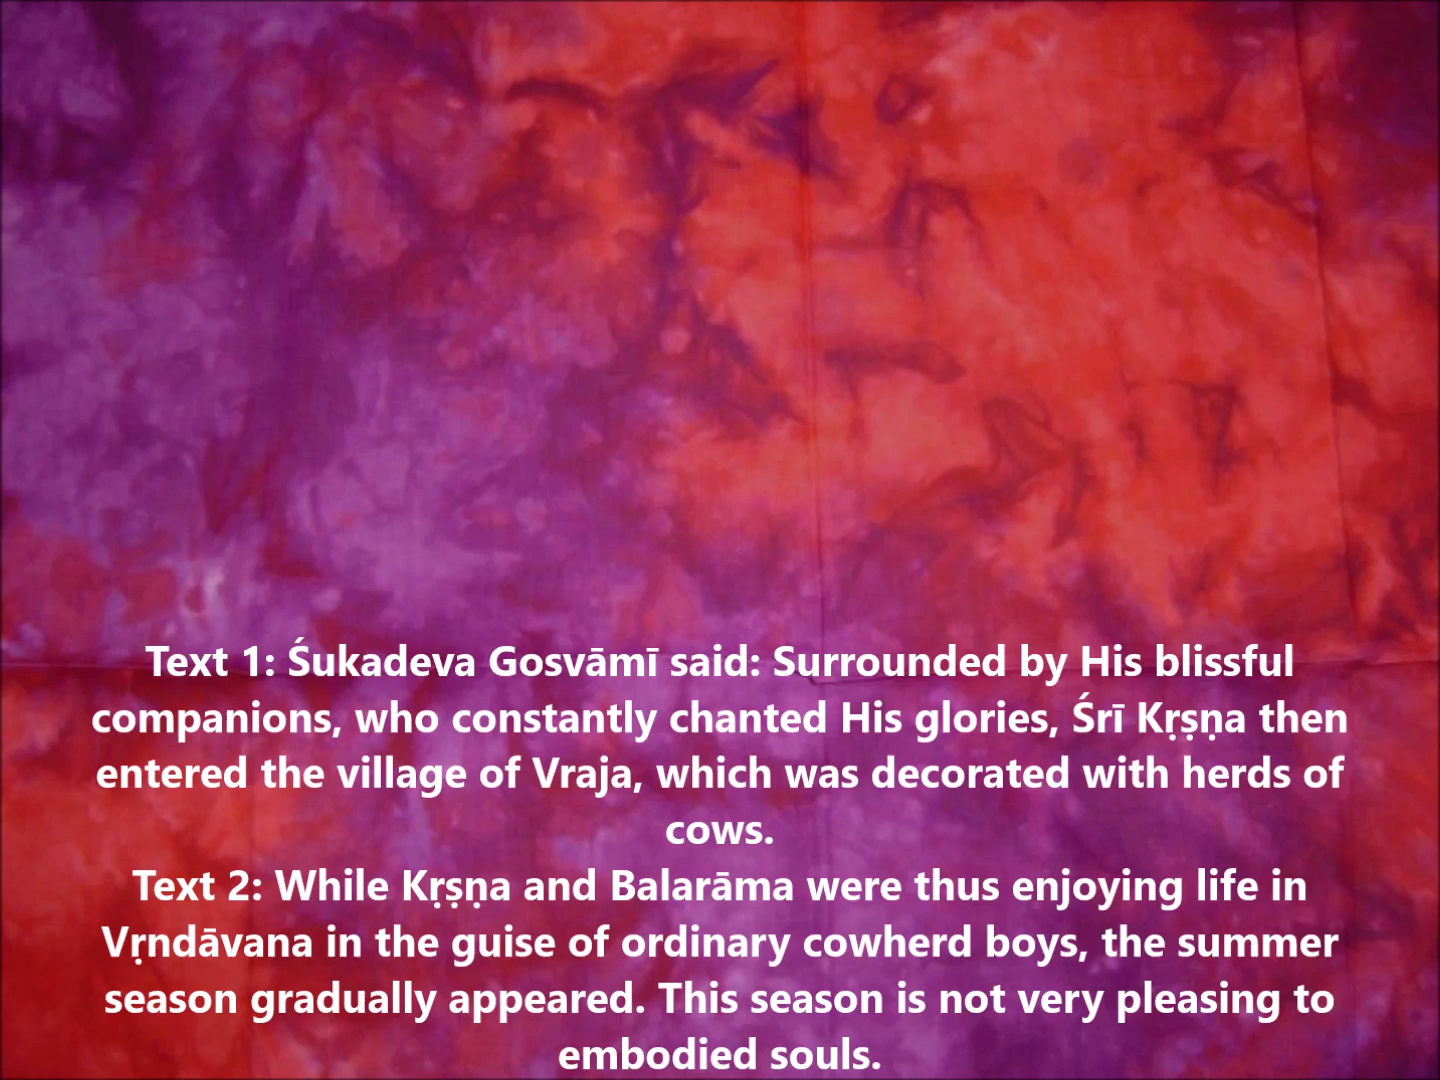 Text 1: Śukadeva Gosvāmī said: Surrounded by His blissful
companions, who constantly chanted His glories, Śrī Kṛṣṇa then
entered the village of Vraja, which was decorated with herds of
cows.
Text 2: While Kṛṣṇa and Balarāma were thus enjoying life in
Vṛndāvana in the guise of ordinary cowherd boys, the summer
season gradually appeared. This season is not very pleasing to
embodied souls.